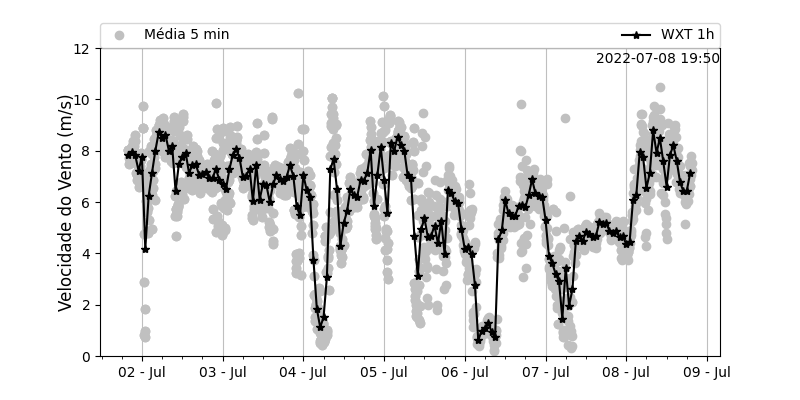 Média 5 min
WXT 1h
2022-07-08 19:50
Velocidade do Vento (m/s)
12
10
8
6
4
2
0
02 - Jul
03 - Jul
04 - Jul
05 - Jul
06 - Jul
07 - Jul
08 - Jul
09 - Jul